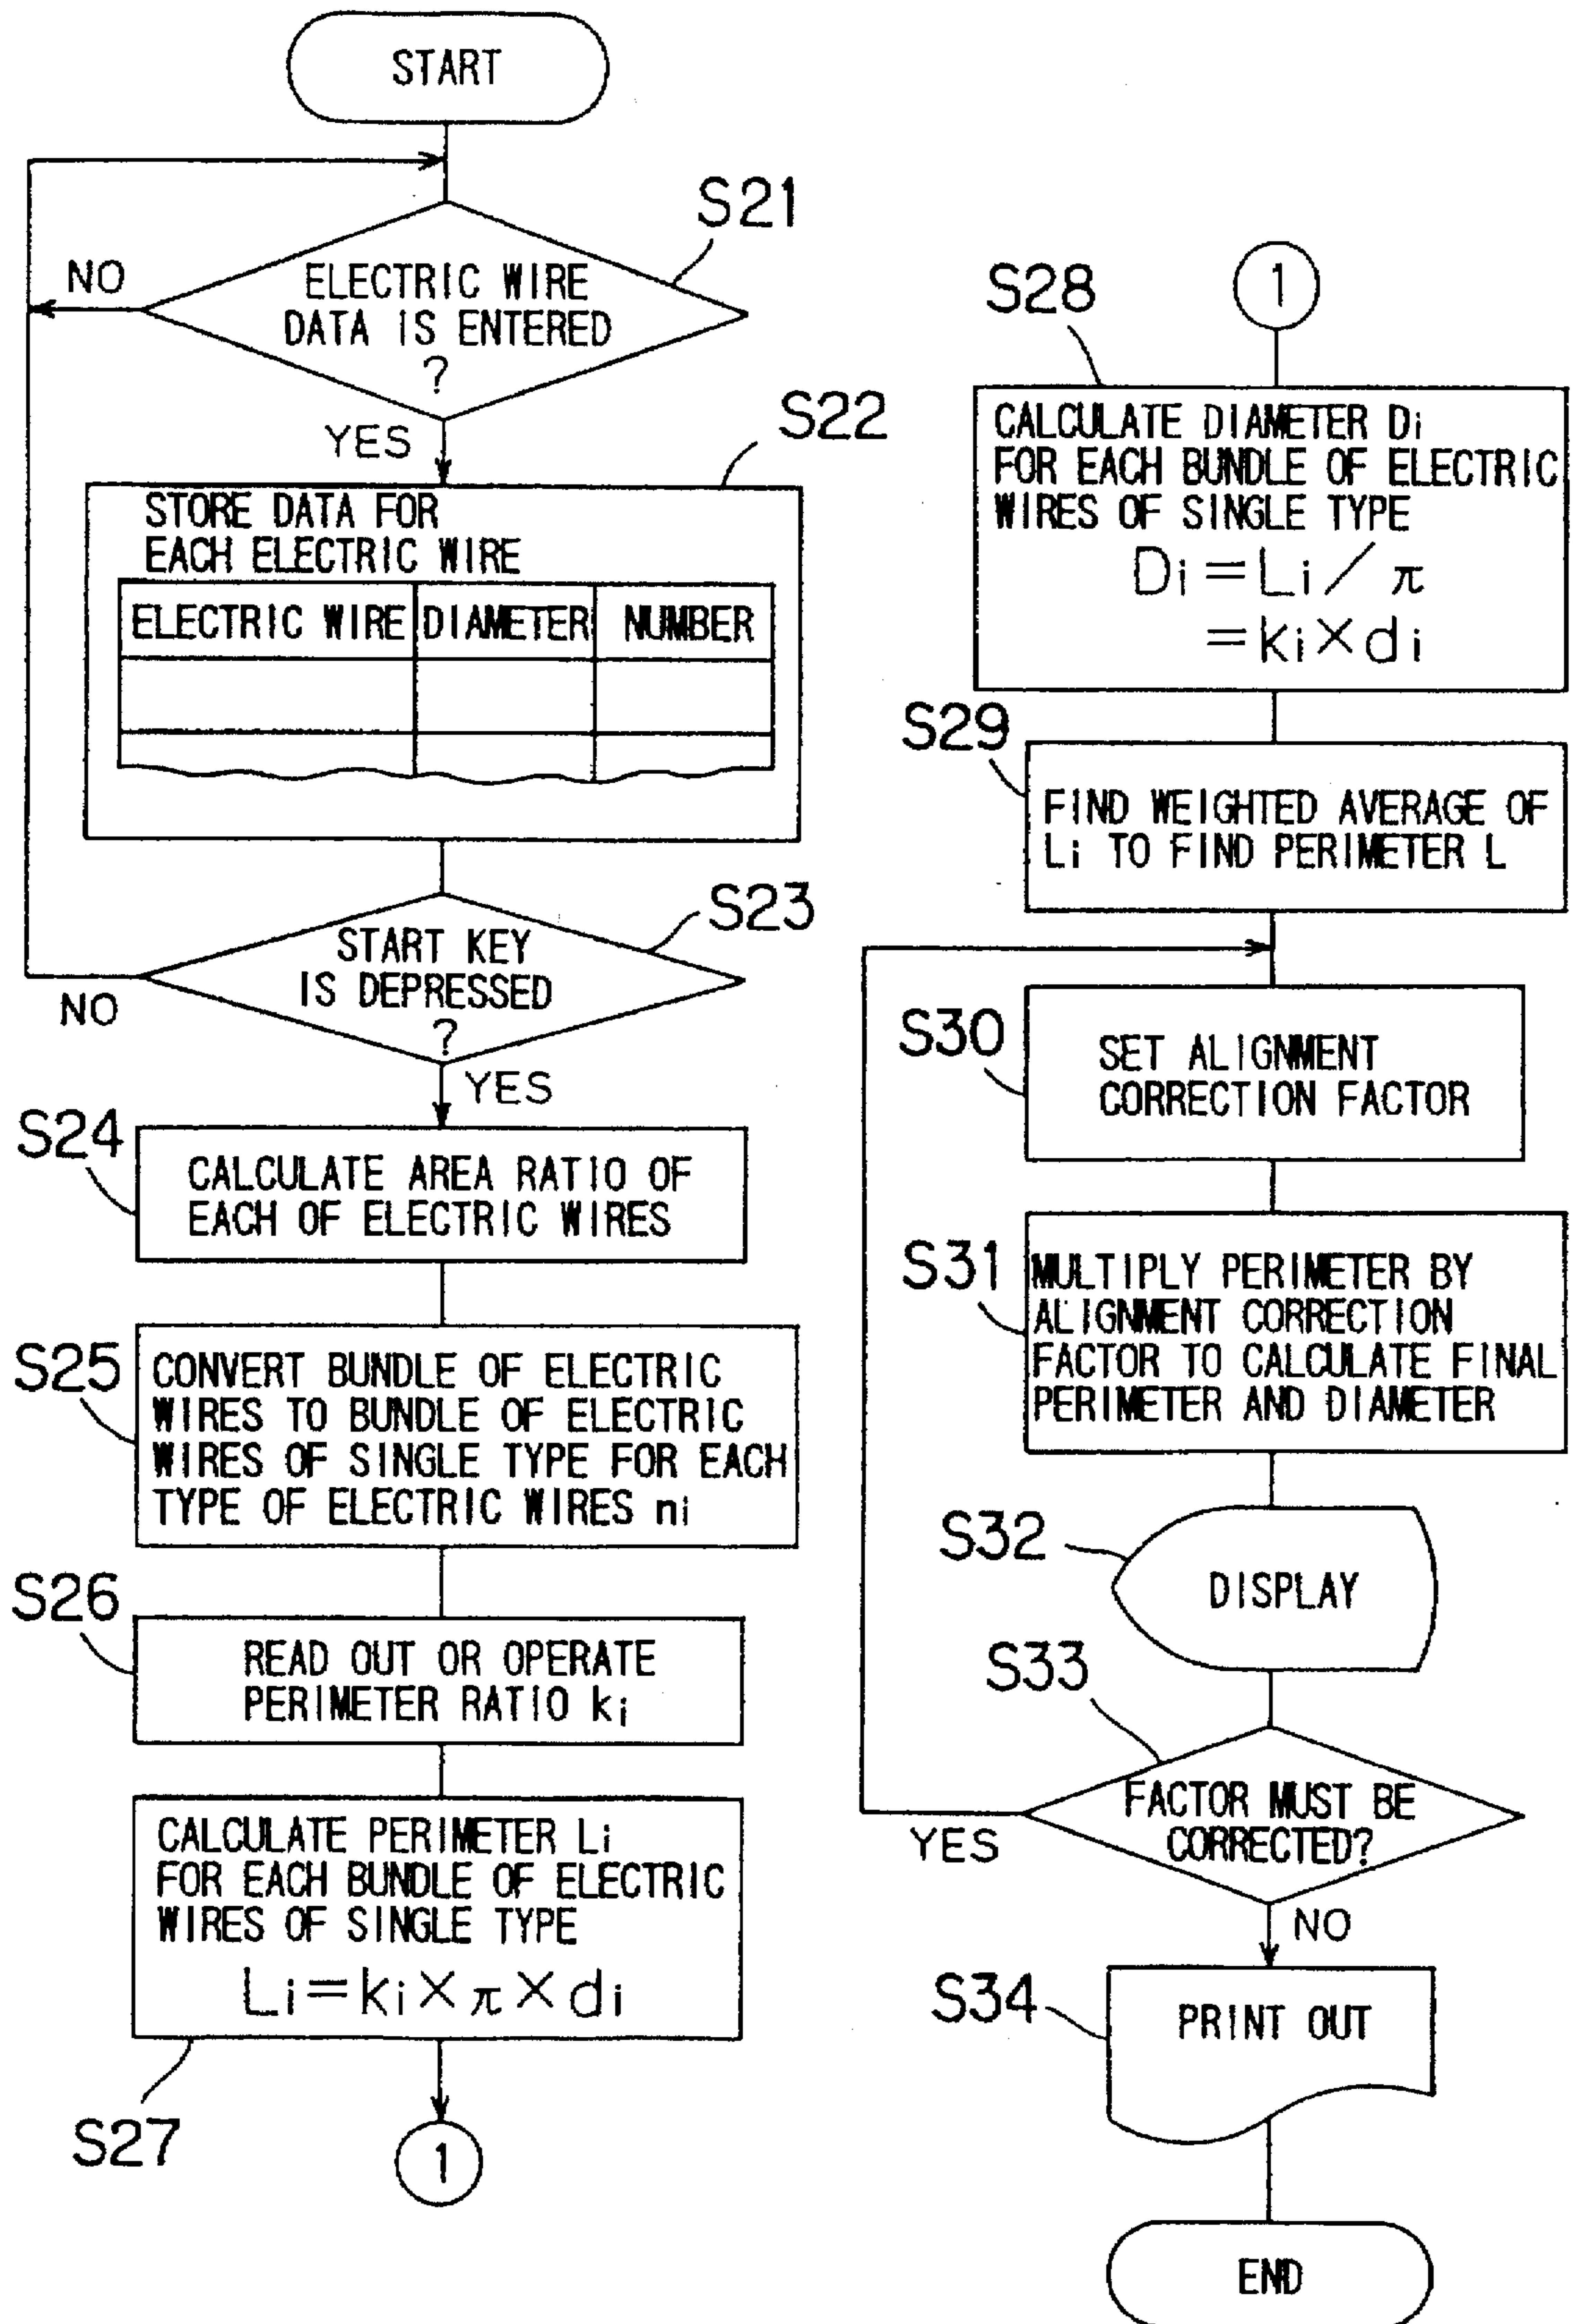 START
S21
NO
ELECTRIC WIRE
DATA IS ENTERED
?
YES
S22
STORE DATA FOR
EACH ELECTRIC WIRE
ELECTRIC WIRE DIAMETER NUMBER
S23
START KEY
IS DEPRESSED
?
NO
YES
S24
CALCULATE AREA RATIO OF
EACH OF ELECTRIC WIRES
S25
CONVERT BUNDLE OF ELECTRIC
WIRES TO BUNDLE OF ELECTRIC
WIRES OF SINGLE TYPE FOR EACH
TYPE OF ELECTRIC WIRES ni
S26
READ OUT OR OPERATE
PERIMETER RATIO ki
CALCULATE PERIMETER Li
FOR EACH BUNDLE OF ELECTRIC
WIRES OF SINGLE TYPE
Li=ki×π×di
S27
1
1
S28
CALCULATE DIAMETER Di
FOR EACH BUNDLE OF ELECTRIC
WIRES OF SINGLE TYPE
Di=Li/π
=ki×di
S29
FIND WEIGHTED AVERAGE OF
Li TO FIND PERIMETER L
S30
SET ALIGNMENT
CORRECTION FACTOR
S31
MULTIPLY PERIMETER BY
ALIGNMENT CORRECTION
FACTOR TO CALCULATE FINAL
PERIMETER AND DIAMETER
S32
DISPLAY
S33
FACTOR MUST BE
CORRECTED?
YES
NO
S34
PRINT OUT
END